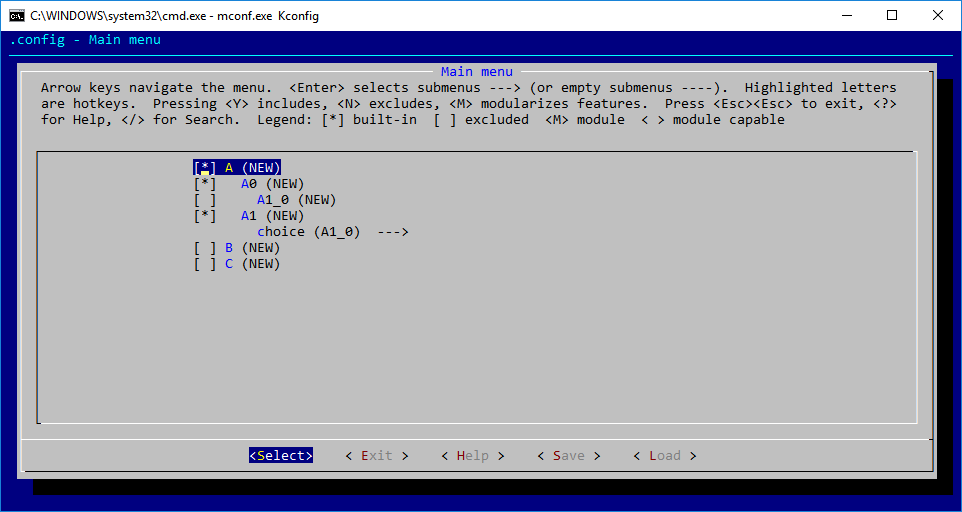 C:\WINDOWS\system32\cmd.exe - mconf.exe Kconfig
.config - Main menu
Main menu
Arrow keys navigate the menu.  <Enter> selects submenus ---> (or empty submenus ----).  Highlighted letters
are hotkeys.  Pressing <Y> includes, <N> excludes, <M> modularizes features.  Press <Esc><Esc> to exit, <?>
for Help, </> for Search.  Legend: [*] built-in  [ ] excluded  <M> module  < > module capable
[*] A (NEW)
[*]   A0 (NEW)
[ ]     A1_0 (NEW)
[*]   A1 (NEW)
choice (A1_0)  --->
[ ] B (NEW)
[ ] C (NEW)
<Select>    < Exit >    < Help >    < Save >    < Load >